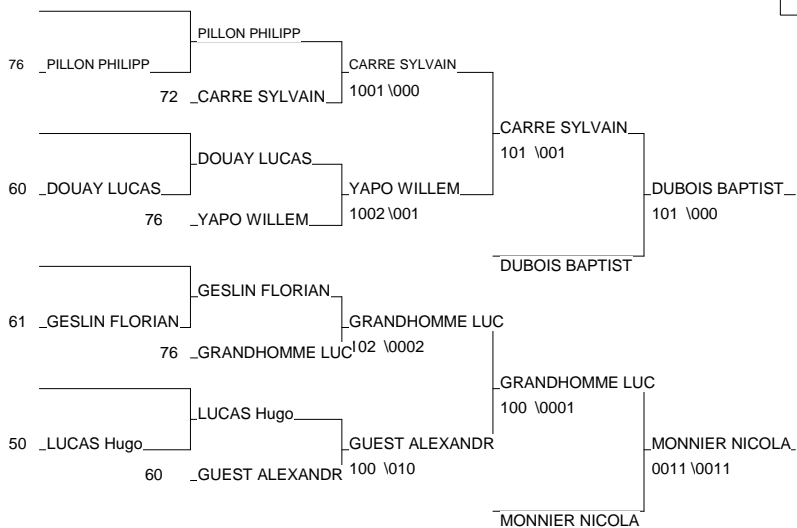 PILLON PHILIPP
76 PILLON PHILIPP CARRE SYLVAIN
72 CARRE SYLVAIN 1001 \000
CARRE SYLVAIN
101 \001
DOUAY LUCAS
60 DOUAY LUCAS YAPO WILLEM DUBOIS BAPTIST
76 YAPO WILLEM 1002 \001 101 \000
DUBOIS BAPTIST
GESLIN FLORIAN
61 GESLIN FLORIAN GRANDHOMME LUC
76 GRANDHOMME LUC 102 \0002
GRANDHOMME LUC
100 \0001
LUCAS Hugo
50 LUCAS Hugo GUEST ALEXANDR MONNIER NICOLA
60 GUEST ALEXANDR 100 \010 0011 \0011
MONNIER NICOLA